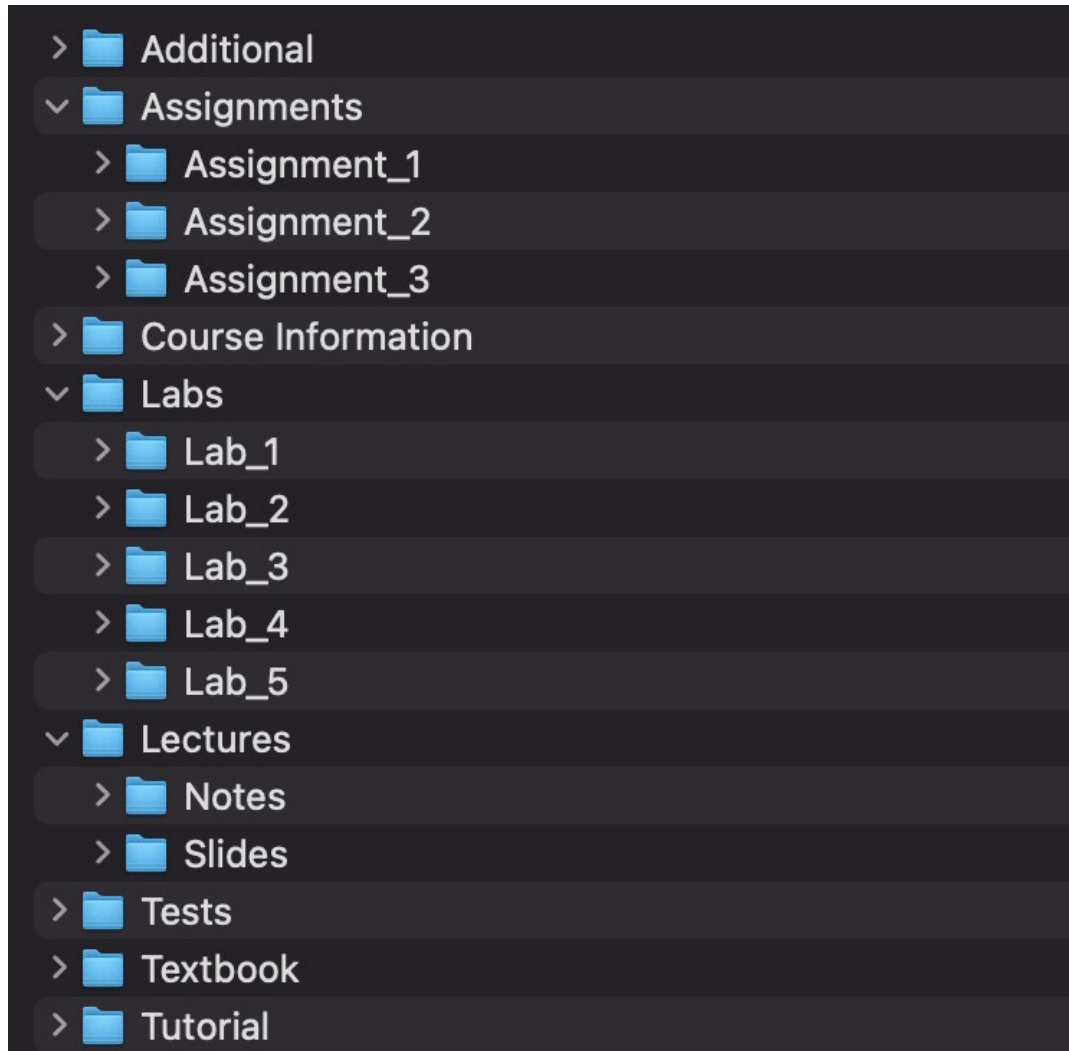 Additional
Assignments
Assignment_1
Assignment_2
Assignment_3
Course Information
Labs
Lab_1
Lab_2
Lab_3
Lab_4
Lab_5
Lectures
Notes
Slides
Tests
Textbook
Tutorial